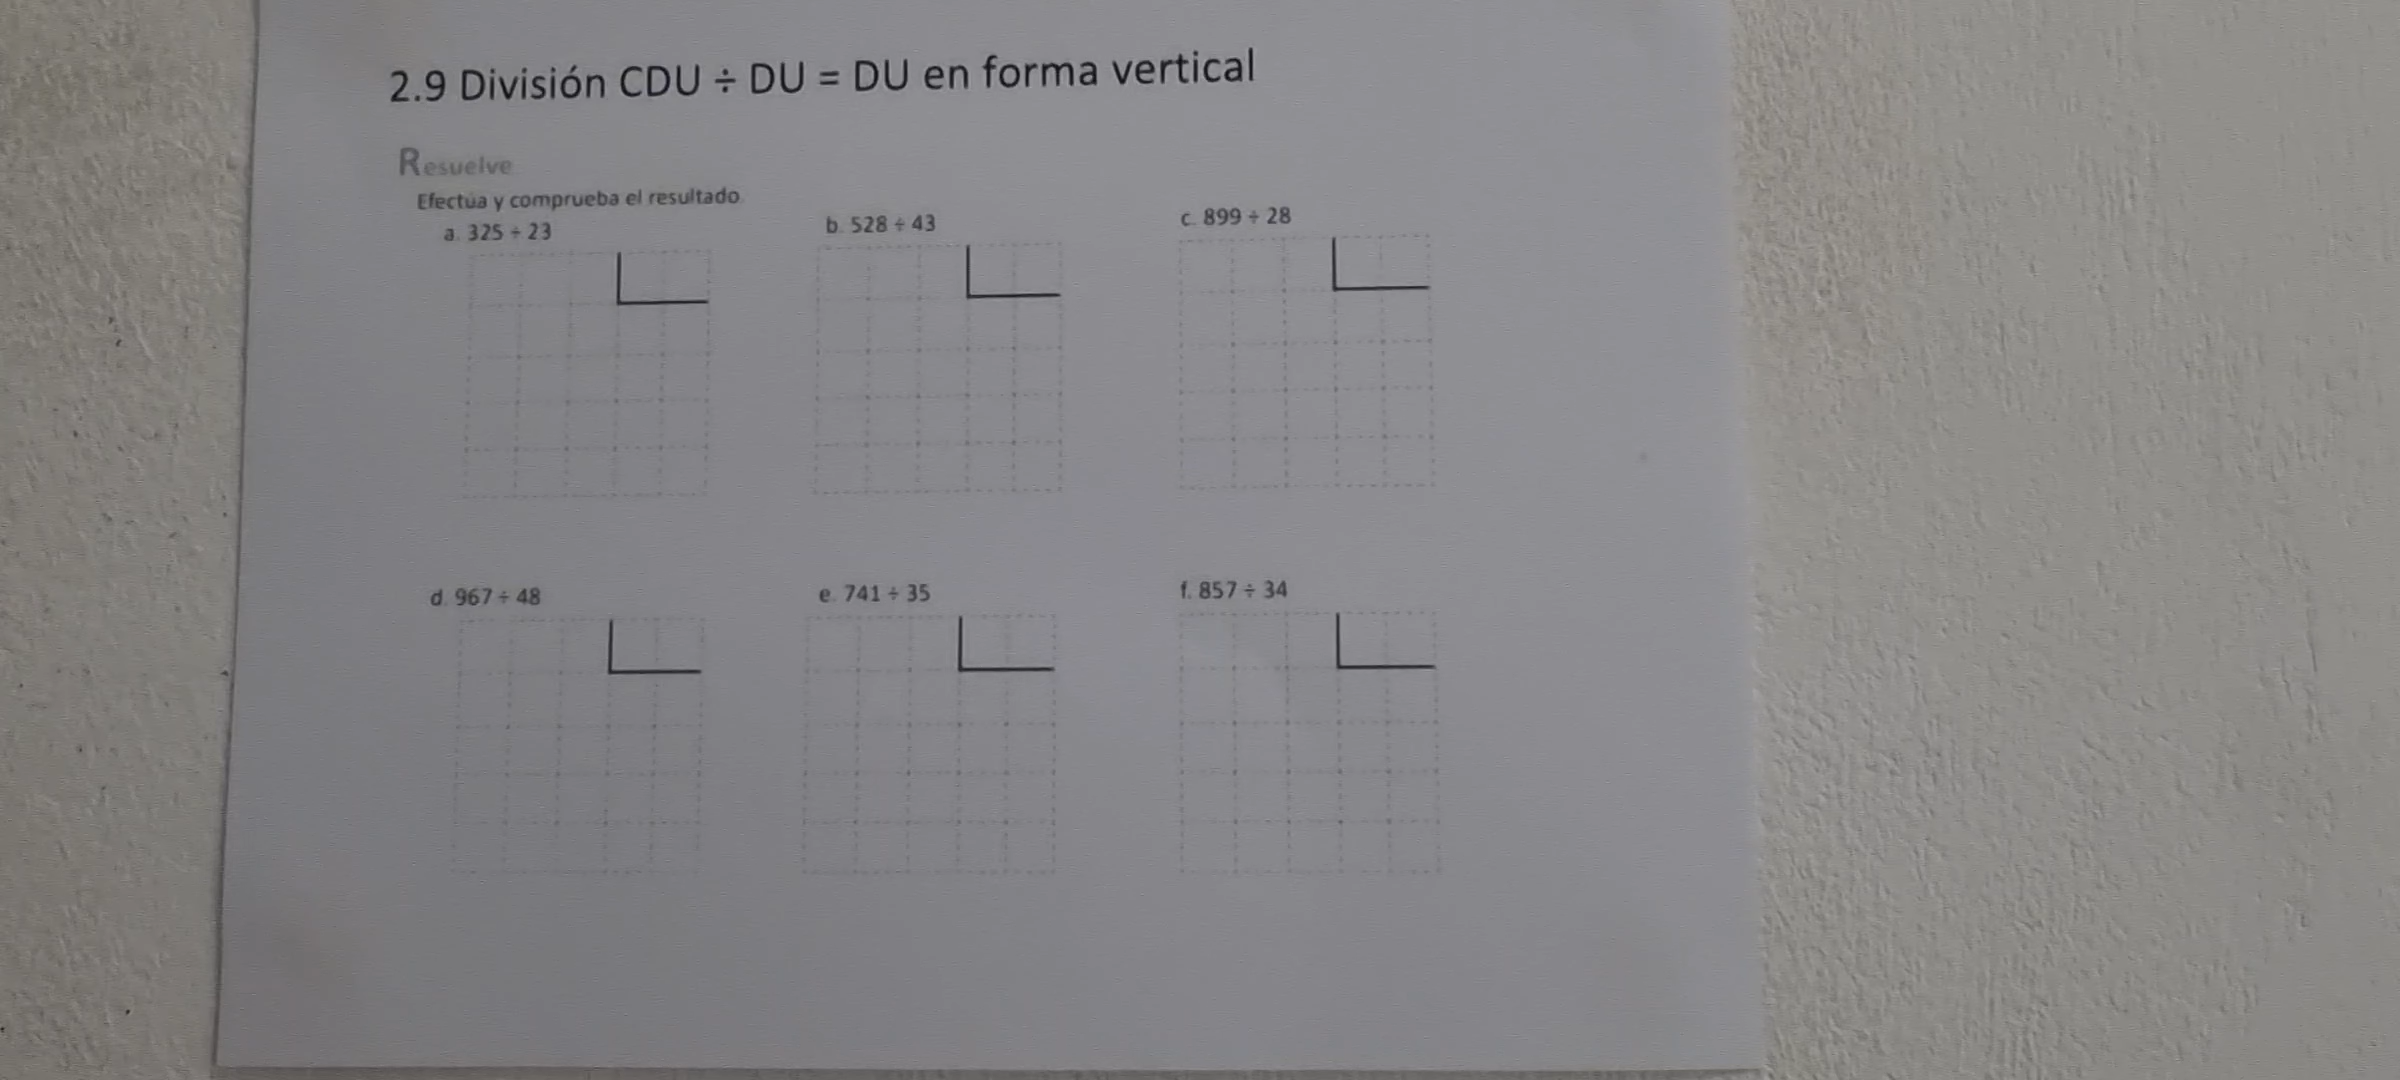 2.9 División CDU ÷ DU = DU en forma vertical
Resuelve
Efectúa y comprueba el resultado.
a. 325 ÷ 23
b. 528 ÷ 43
c. 899 ÷ 28
d. 967 ÷ 48
e. 741 ÷ 35
f. 857 ÷ 34